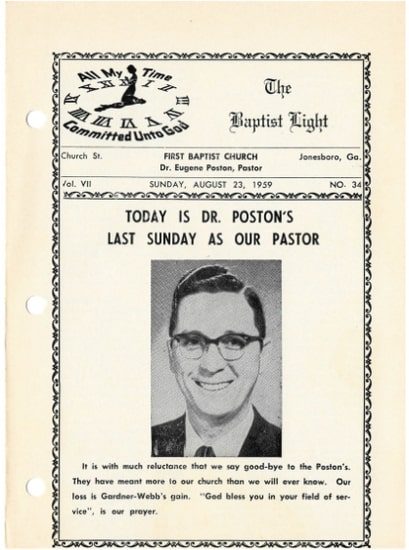 All My Time
Committed Unto God
The
Baptist Light
Church St. FIRST BAPTIST CHURCH Jonesboro, Ga.
Dr. Eugene Poston, Pastor
Vol. VII SUNDAY, AUGUST 23, 1959 NO. 34
TODAY IS DR. POSTON'S
LAST SUNDAY AS OUR PASTOR
It is with much reluctance that we say good-bye to the Poston's.
They have meant more to our church than we will ever know. Our
loss is Gardner-Webb's gain. "God bless you in your field of ser-
vice", is our prayer.